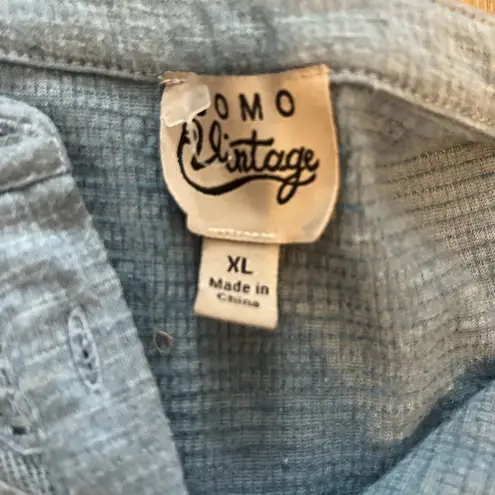 OMO
Vintage
XL
Made in
China